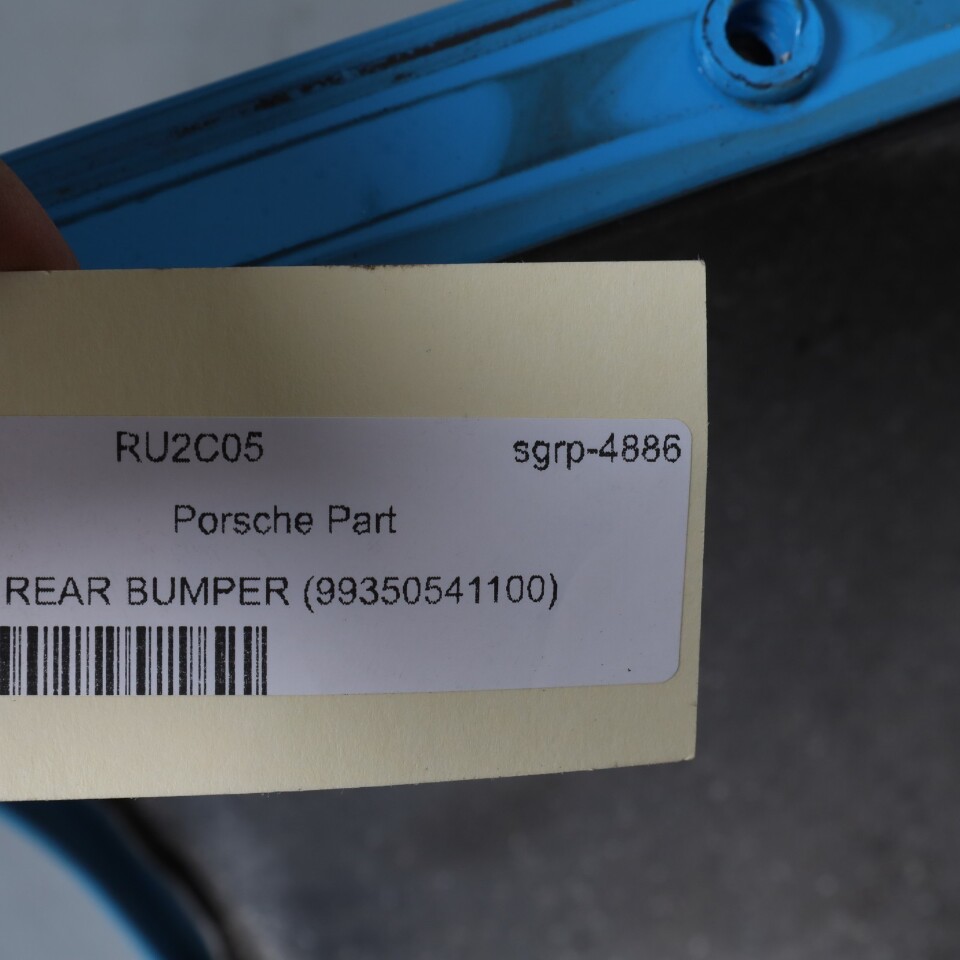 RU2C05 sgrp-4886
Porsche Part
REAR BUMPER (99350541100)